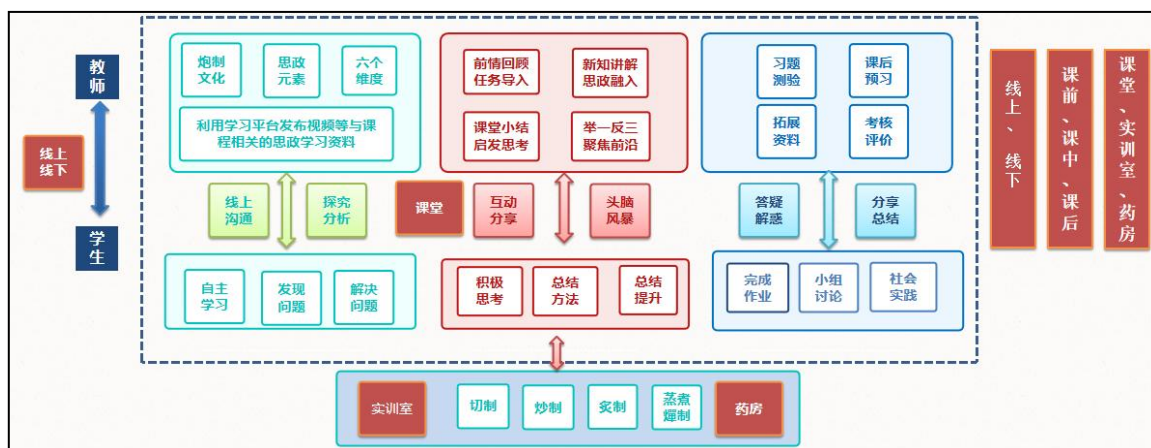 教师
线上
线下
学生
炮制
文化
思政
元素
六个
维度
利用学习平台发布视频等与课
程相关的思政学习资料
线上
沟通
探究
分析
自主
学习
发现
问题
解决
问题
前情回顾
任务导入
新知讲解
思政融入
课堂小结
启发思考
举一反三
聚焦前沿
课堂
互动
分享
头脑
风暴
积极
思考
总结
方法
总结
提升
习题
测验
课后
预习
拓展
资料
考核
评价
答疑
解惑
分享
总结
完成
作业
小组
讨论
社会
实践
实训室
切制
炒制
炙制
蒸煮
燀制
药房
线上、线下
课前、课中、课后
课堂、实训室、药房